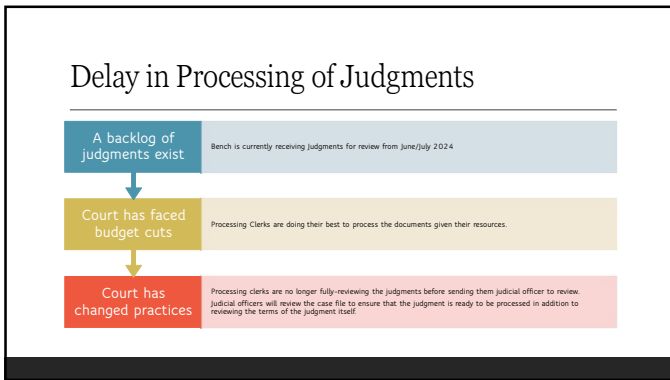 Delay in Processing of Judgments
A backlog of
judgments exist
Bench is currently receiving Judgments for review from June/July 2024
Court has faced
budget cuts
Processing Clerks are doing their best to process the documents given their resources.
Court has
changed practices
Processing clerks are no longer fully-reviewing the judgments before sending them judicial officer to review.
Judicial officers will review the case file to ensure that the judgment is ready to be processed in addition to
reviewing the terms of the judgment itself.